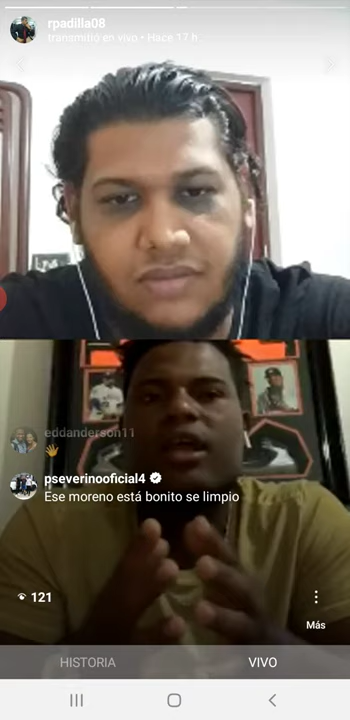 rpadilla08
transmitió en vivo • Hace 17 h
eddanderson11
👋
pseverinooficial4
Ese moreno está bonito se limpio
121
Más
HISTORIA
VIVO